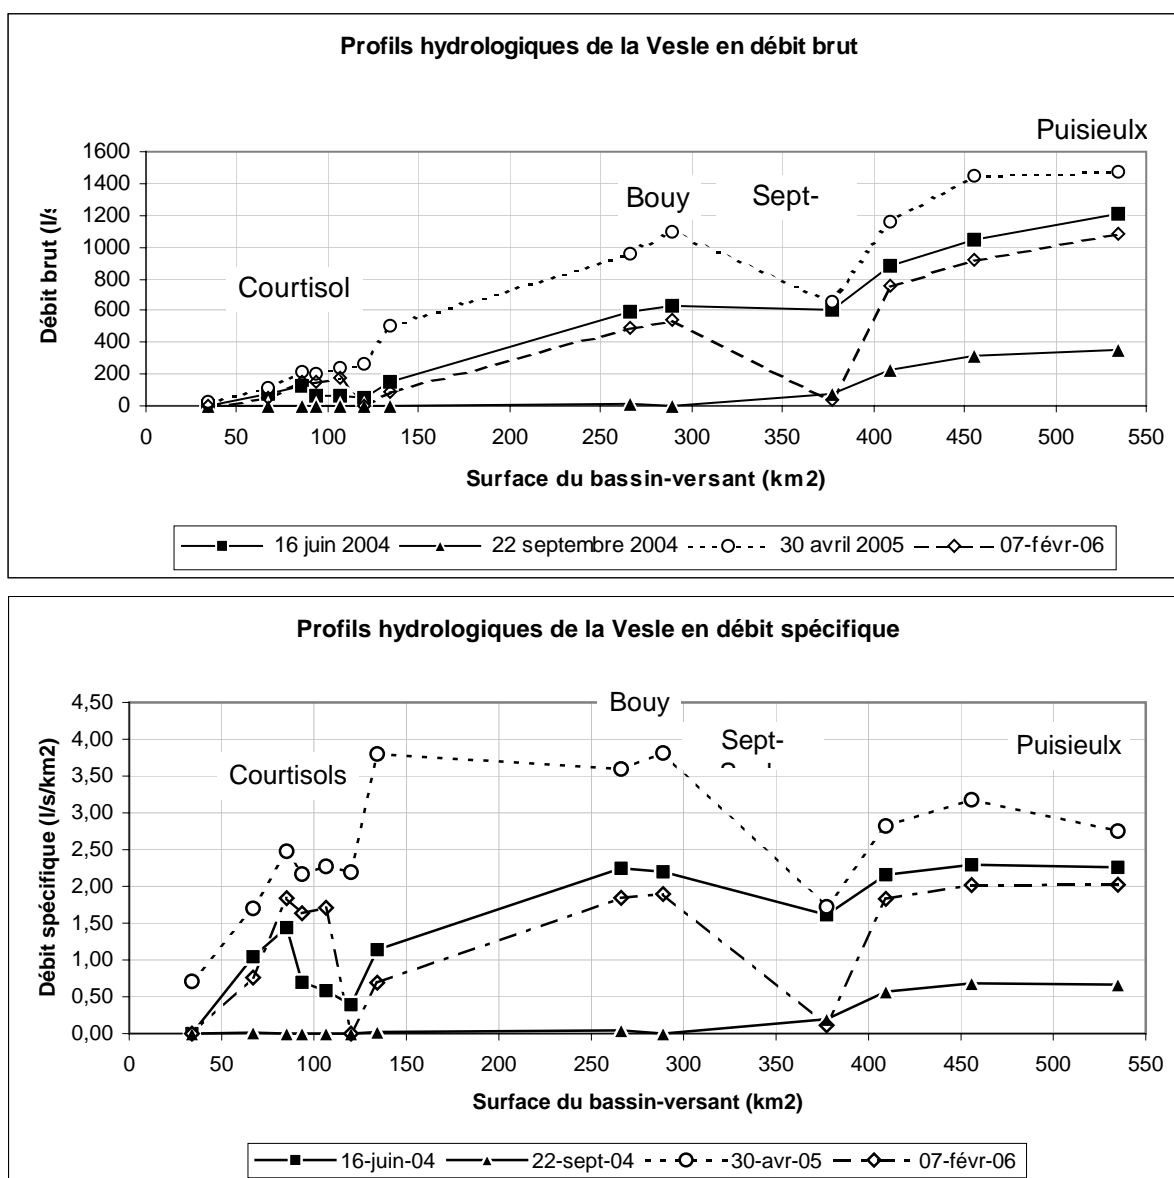 Profils hydrologiques de la Vesle en débit brut
Puisieulx
Bouy
Sept-
Courtisol
Débit brut (l/s
1600
1400
1200
1000
800
600
400
200
0
0 50 100 150 200 250 300 350 400 450 500 550
Surface du bassin-versant (km2)
16 juin 2004 22 septembre 2004 30 avril 2005 07-févr-06
Profils hydrologiques de la Vesle en débit spécifique
Bouy
Sept-
Puisieulx
Courtisols
Débit spécifique (l/s/km2)
4,50
4,00
3,50
3,00
2,50
2,00
1,50
1,00
0,50
0,00
0 50 100 150 200 250 300 350 400 450 500 550
Surface du bassin-versant (km2)
16-juin-04 22-sept-04 30-avr-05 07-févr-06